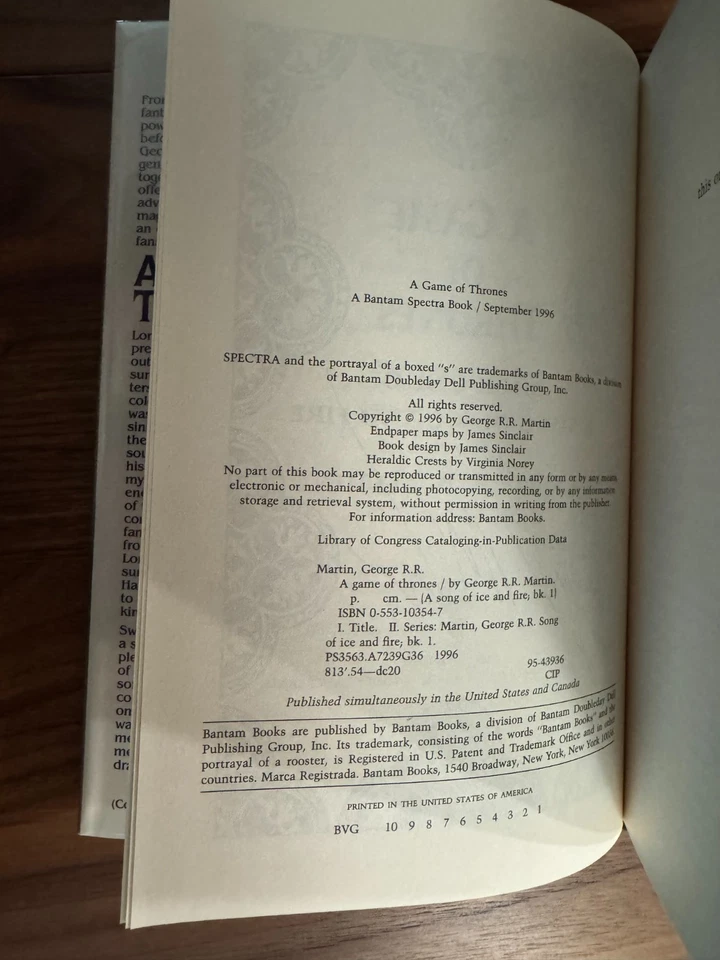 A Game of Thrones
A Bantam Spectra Book / September 1996
SPECTRA and the portrayal of a boxed "s" are trademarks of Bantam Books, a division
of Bantam Doubleday Dell Publishing Group, Inc.
All rights reserved.
Copyright © 1996 by George R.R. Martin
Endpaper maps by James Sinclair
Book design by James Sinclair
Heraldic Crests by Virginia Norey
No part of this book may be reproduced or transmitted in any form or by any means,
electronic or mechanical, including photocopying, recording, or by any information
storage and retrieval system, without permission in writing from the publisher.
For information address: Bantam Books.
Library of Congress Cataloging-in-Publication Data
Martin, George R.R.
A game of thrones / by George R.R. Martin.
p. cm. — (A song of ice and fire; bk. 1)
ISBN 0-553-10354-7
I. Title. II. Series: Martin, George R.R. Song
of ice and fire; bk. 1.
PS3563.A7239G36 1996
813'.54—dc20
95-43936
CIP
Published simultaneously in the United States and Canada
Bantam Books are published by Bantam Books, a division of Bantam Doubleday Dell
Publishing Group, Inc. Its trademark, consisting of the words "Bantam Books" and the
portrayal of a rooster, is Registered in U.S. Patent and Trademark Office and in other
countries. Marca Registrada. Bantam Books, 1540 Broadway, New York, New York 10036
PRINTED IN THE UNITED STATES OF AMERICA
BVG 10 9 8 7 6 5 4 3 2 1
this